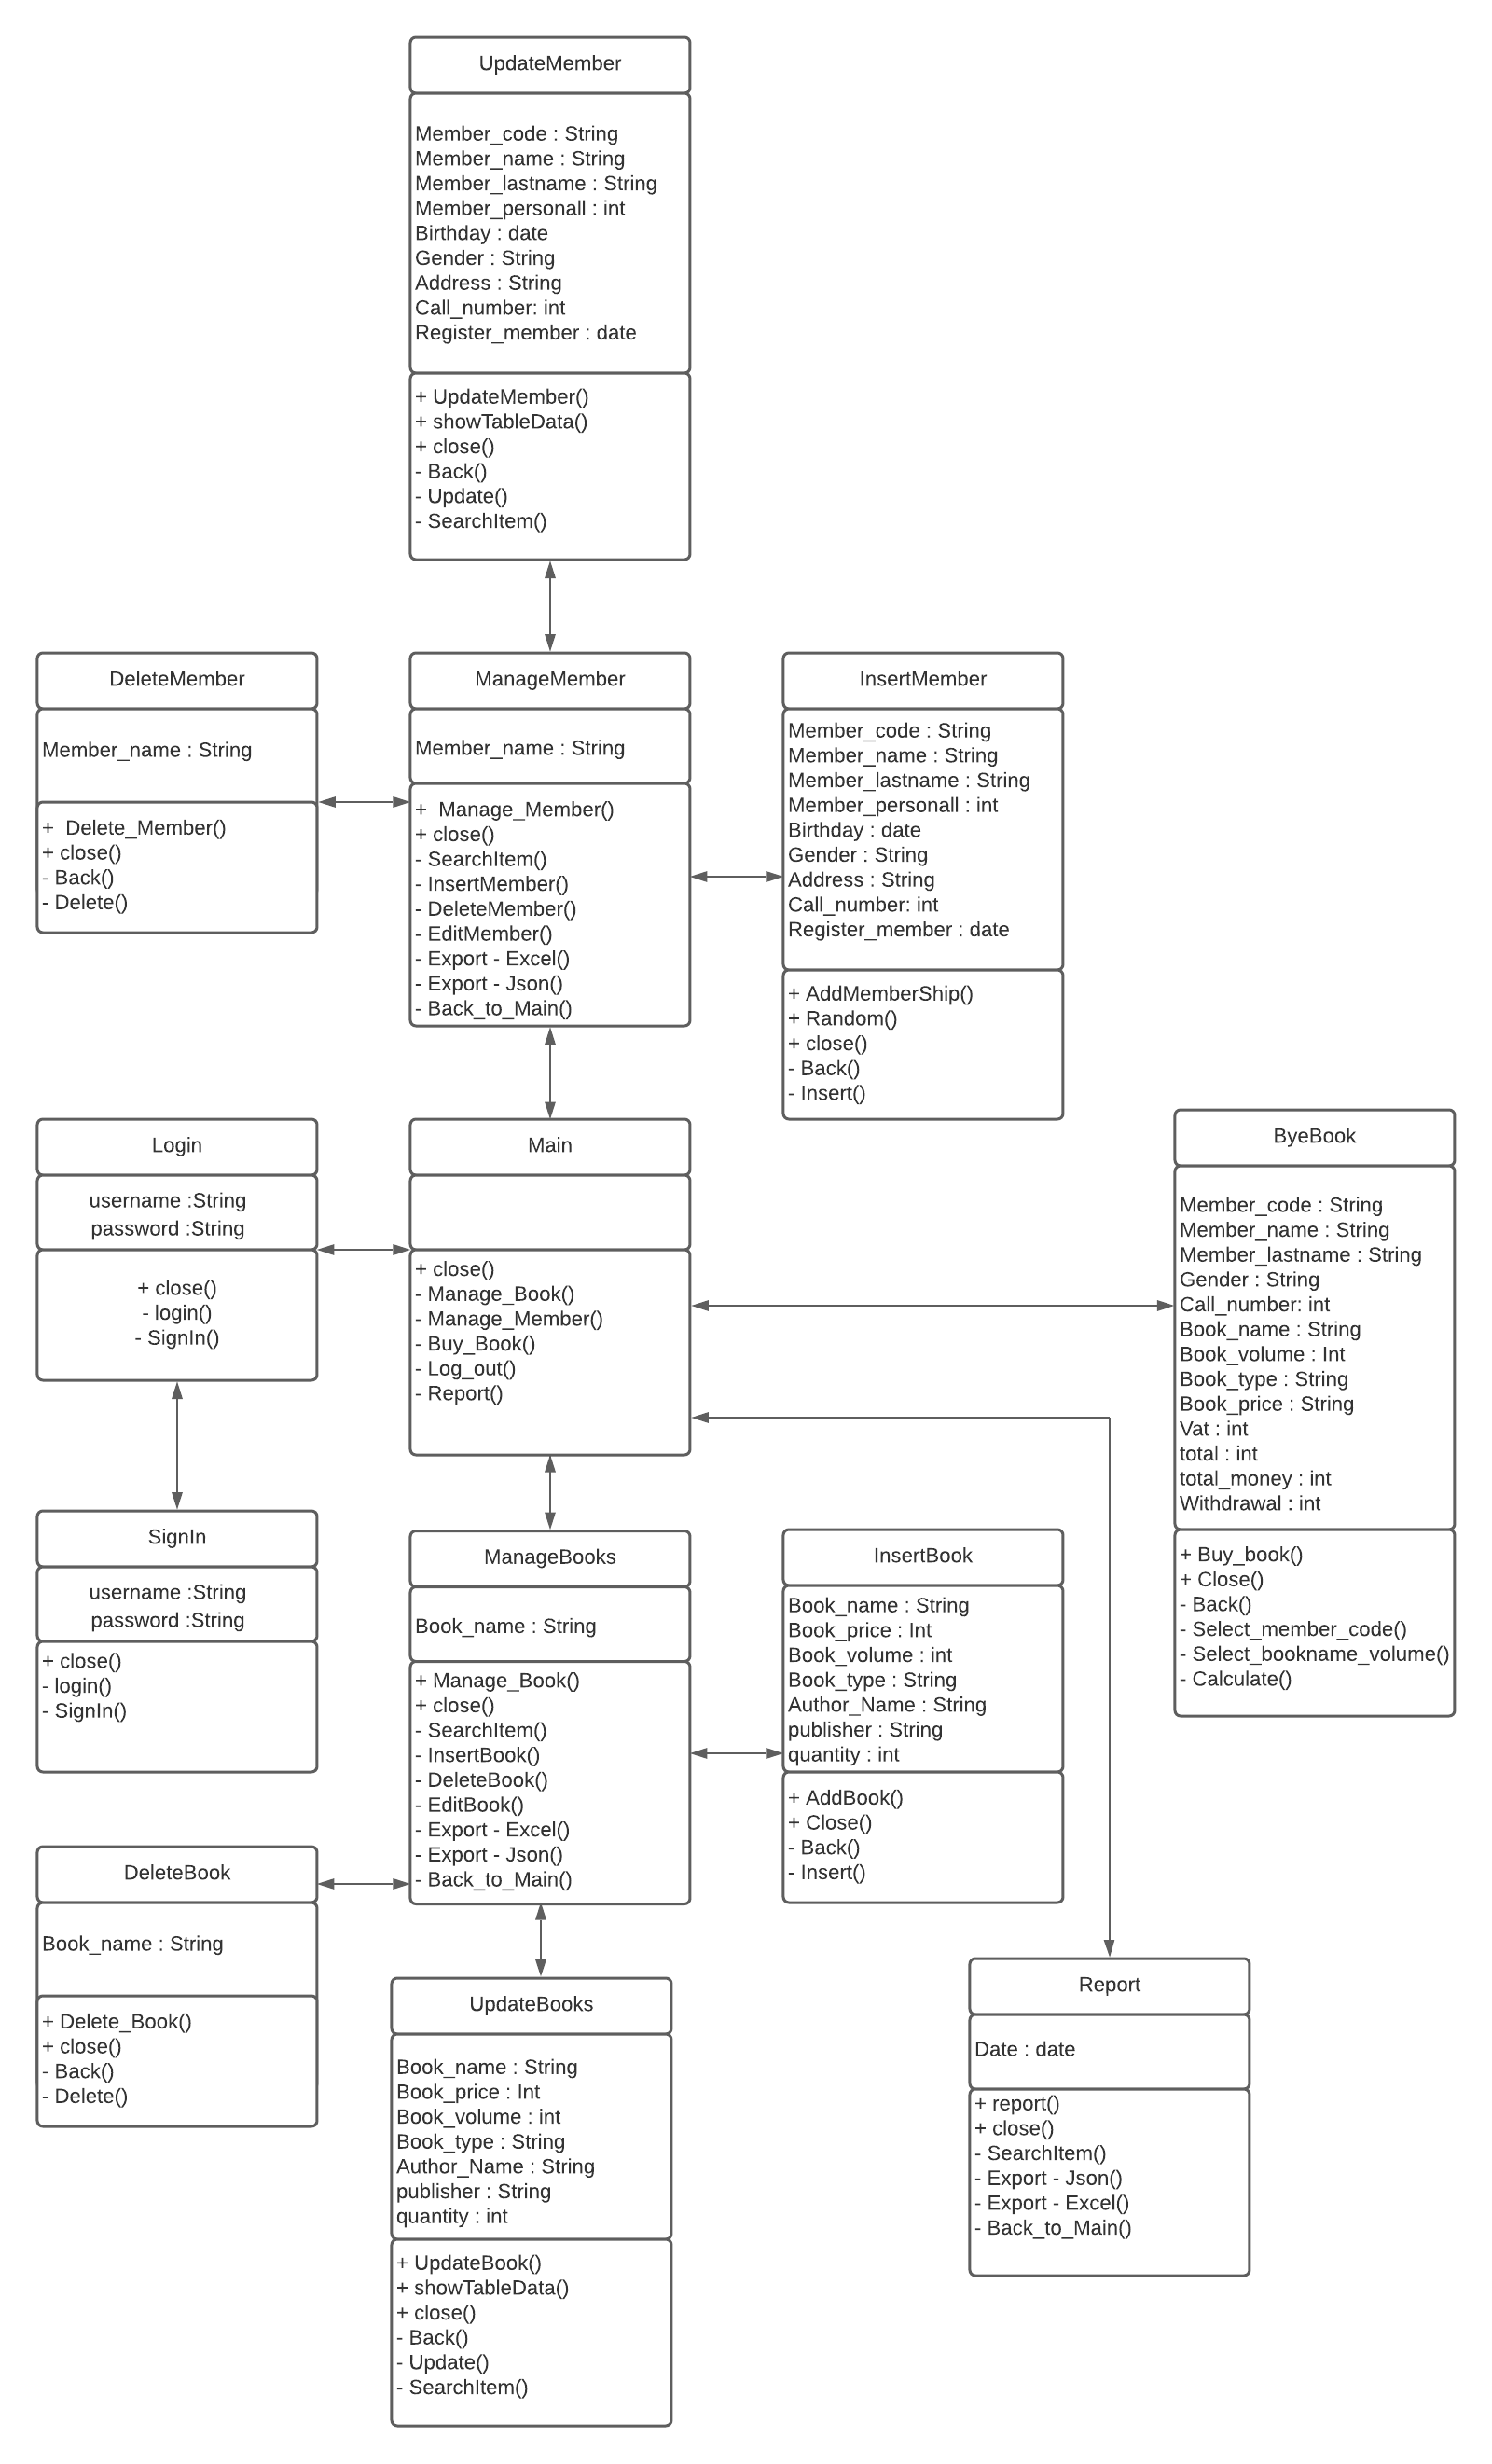 UpdateMember
Member_code : String
Member_name : String
Member_lastname : String
Member_personall : int
Birthday : date
Gender : String
Address : String
Call_number: int
Register_member : date
+ UpdateMember()
+ showTableData()
+ close()
- Back()
- Update()
- SearchItem()
DeleteMember
Member_name : String
+  Delete_Member()
+ close()
- Back()
- Delete()
ManageMember
Member_name : String
+  Manage_Member()
+ close()
- SearchItem()
- InsertMember()
- DeleteMember()
- EditMember()
- Export - Excel()
- Export - Json()
- Back_to_Main()
InsertMember
Member_code : String
Member_name : String
Member_lastname : String
Member_personall : int
Birthday : date
Gender : String
Address : String
Call_number: int
Register_member : date
+ AddMemberShip()
+ Random()
+ close()
- Back()
- Insert()
Login
username :String
password :String
+ close()
- login()
- SignIn()
Main
+ close()
- Manage_Book()
- Manage_Member()
- Buy_Book()
- Log_out()
- Report()
ByeBook
Member_code : String
Member_name : String
Member_lastname : String
Gender : String
Call_number: int
Book_name : String
Book_volume : Int
Book_type : String
Book_price : String
Vat : int
total : int
total_money : int
Withdrawal : int
+ Buy_book()
+ Close()
- Back()
- Select_member_code()
- Select_bookname_volume()
- Calculate()
SignIn
username :String
password :String
+ close()
- login()
- SignIn()
ManageBooks
Book_name : String
+ Manage_Book()
+ close()
- SearchItem()
- InsertBook()
- DeleteBook()
- EditBook()
- Export - Excel()
- Export - Json()
- Back_to_Main()
InsertBook
Book_name : String
Book_price : Int
Book_volume : int
Book_type : String
Author_Name : String
publisher : String
quantity : int
+ AddBook()
+ Close()
- Back()
- Insert()
DeleteBook
Book_name : String
+ Delete_Book()
+ close()
- Back()
- Delete()
UpdateBooks
Book_name : String
Book_price : Int
Book_volume : int
Book_type : String
Author_Name : String
publisher : String
quantity : int
+ UpdateBook()
+ showTableData()
+ close()
- Back()
- Update()
- SearchItem()
Report
Date : date
+ report()
+ close()
- SearchItem()
- Export - Json()
- Export - Excel()
- Back_to_Main()